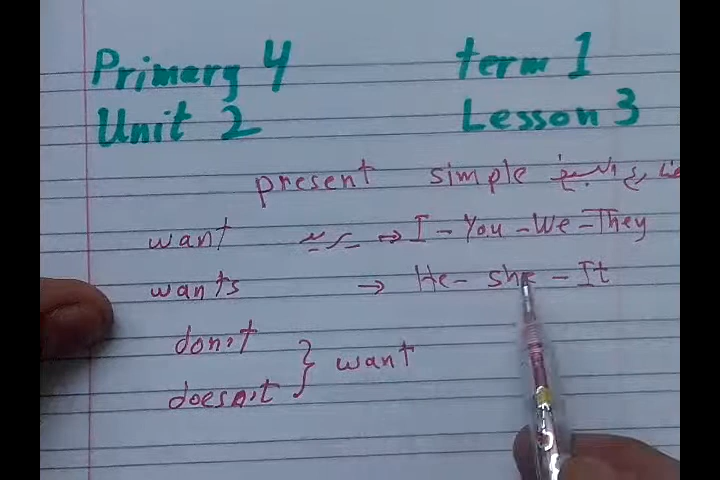 Primary 4 term 1
Unit 2 Lesson 3
present simple
want → I - You - We - They
wants → He - she - It
don't
doesn't } want